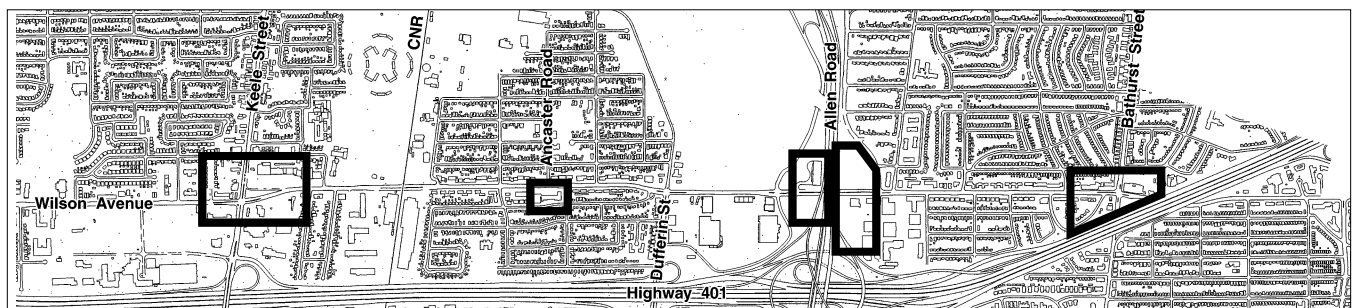 Keele Street
CNR
Ancaster Road
Allen Road
Bathurst Street
Wilson Avenue
Dufferin St
Highway 401